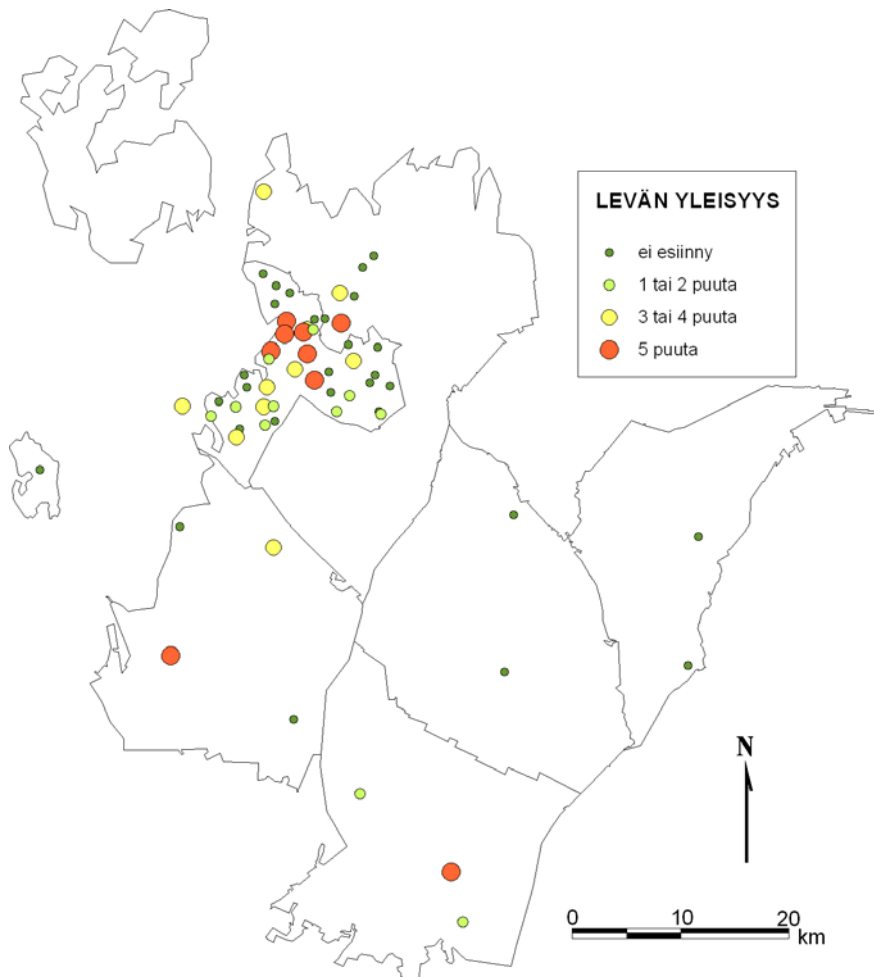 LEVÄN YLEISYYS
ei esiinny
1 tai 2 puuta
3 tai 4 puuta
5 puuta
N
0 10 20
km